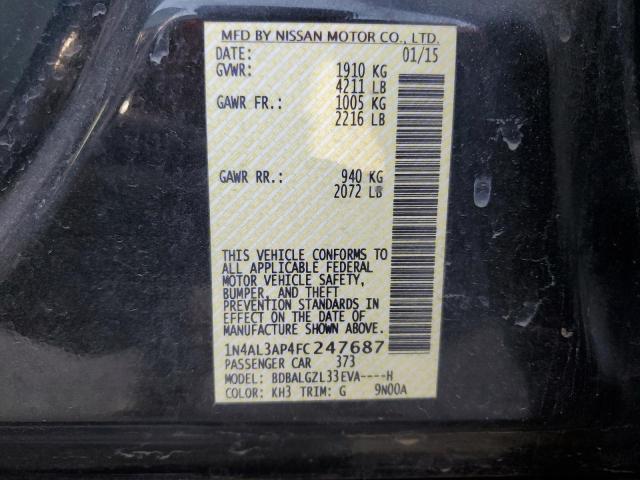 MFD BY NISSAN MOTOR CO., LTD.
DATE: 01/15
GVWR: 1910 KG
4211 LB
GAWR FR.: 1005 KG
2216 LB
GAWR RR.: 940 KG
2072 LB
THIS VEHICLE CONFORMS TO
ALL APPLICABLE FEDERAL
MOTOR VEHICLE SAFETY,
BUMPER, AND THEFT
PREVENTION STANDARDS IN
EFFECT ON THE DATE OF
MANUFACTURE SHOWN ABOVE.
1N4AL3AP4FC247687
PASSENGER CAR 373
MODEL: BDBALGZL33EVA----H
COLOR: KH3 TRIM: G 9N00A